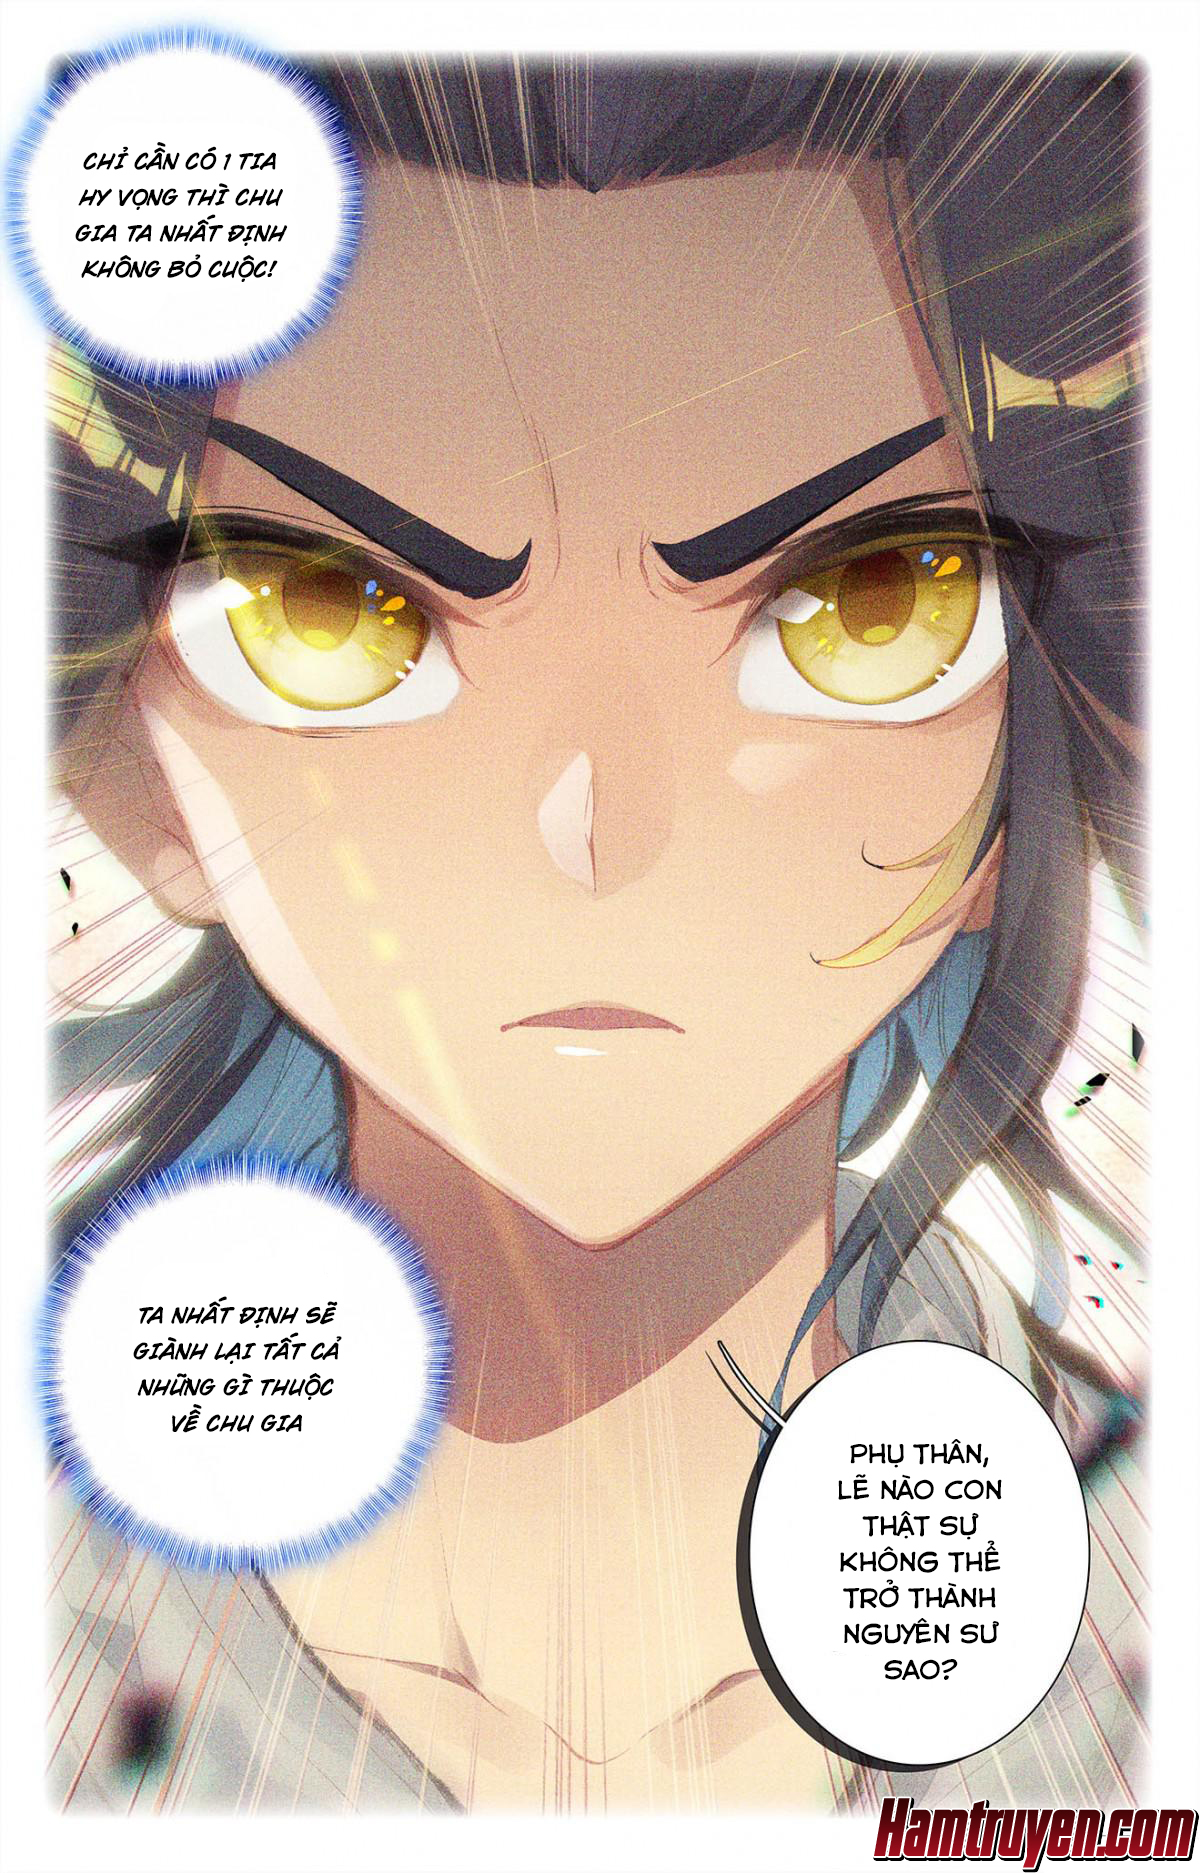 CHỈ CẦN CÓ 1 TIA
HY VỌNG THÌ CHU
GIA TA NHẤT ĐỊNH
KHÔNG BỎ CUỘC!
TA NHẤT ĐỊNH SẼ
GIÀNH LẠI TẤT CẢ
NHỮNG GÌ THUỘC
VỀ CHU GIA
PHỤ THÂN,
LẼ NÀO CON
THẬT SỰ
KHÔNG THỂ
TRỞ THÀNH
NGUYÊN SƯ
SAO?
Hamtruyen.com